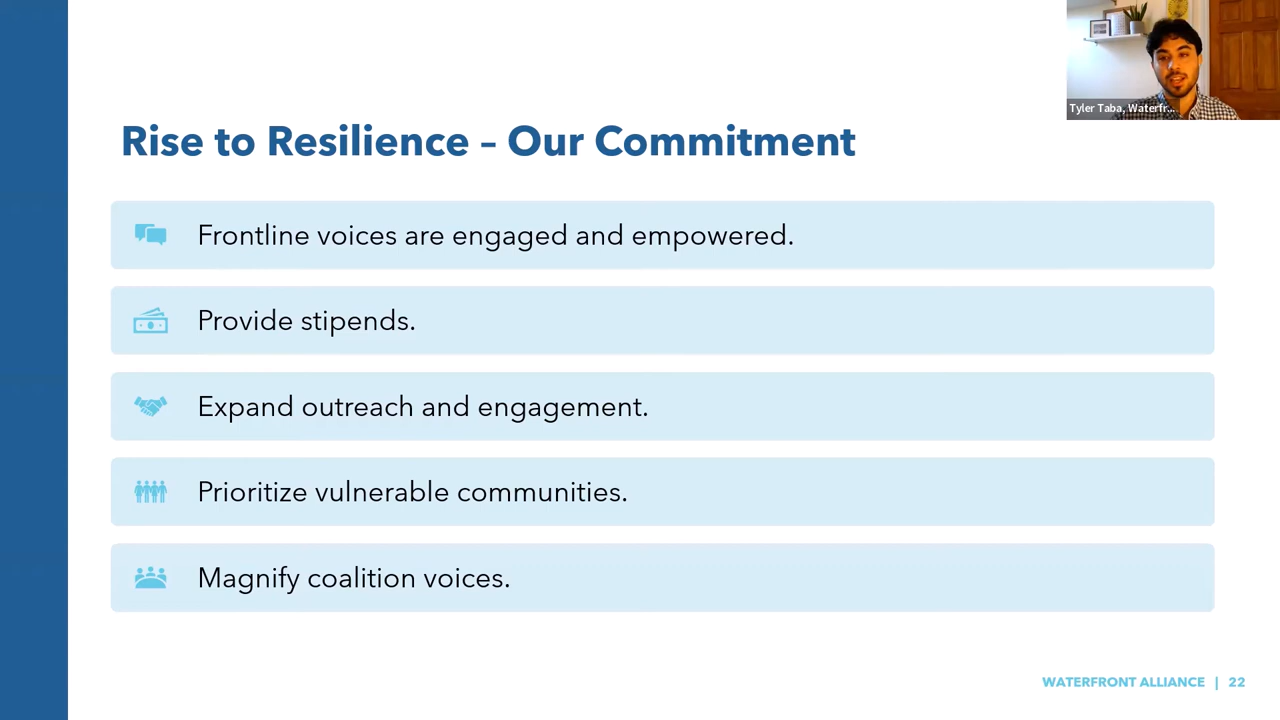 Tyler Taba, Waterfr...
Rise to Resilience – Our Commitment
Frontline voices are engaged and empowered.
Provide stipends.
Expand outreach and engagement.
Prioritize vulnerable communities.
Magnify coalition voices.
WATERFRONT ALLIANCE | 22